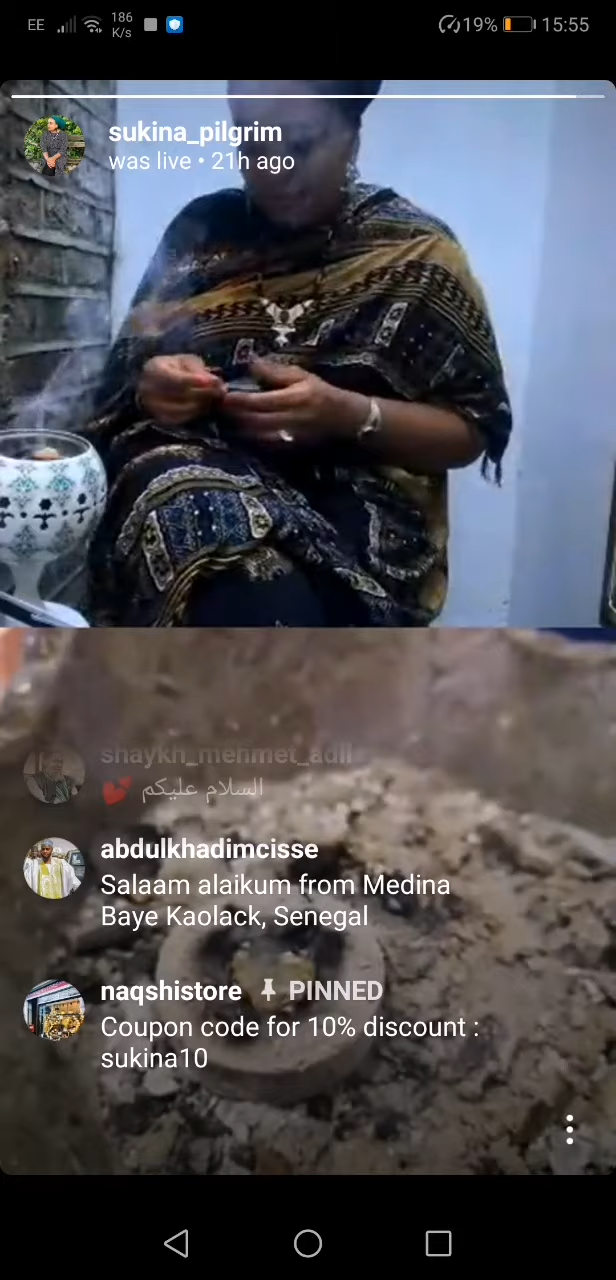 EE
186
K/s
19%
15:55
sukina_pilgrim
was live • 21h ago
shaykh_mehmet_adil
السلام عليكم 💕
abdulkhadimcisse
Salaam alaikum from Medina
Baye Kaolack, Senegal
naqshistore PINNED
Coupon code for 10% discount :
sukina10